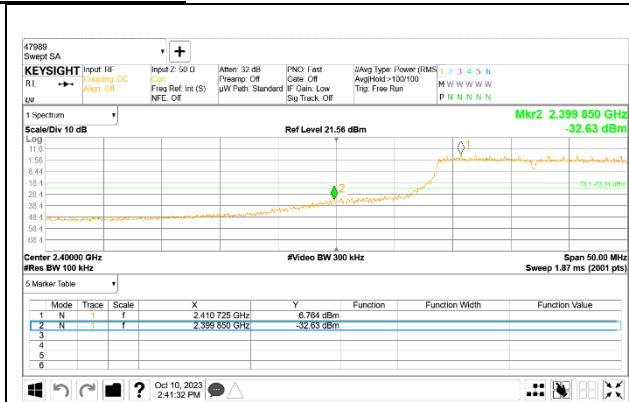 47989
Swept SA
+
KEYSIGHT Input: RF Input Z: 50 Ω Atten: 32 dB PNO: Fast #Avg Type: Power (RMS 1 2 3 4 5 6
RL Coupling: DC Corr Preamp: Off Gate: Off Avg|Hold:>100/100 M W W W W W
Align: Off Freq Ref: Int (S) µW Path: Standard IF Gain: Low Trig: Free Run
NFE: Off Sig Track: Off P N N N N N
1 Spectrum Mkr2 2.399 850 GHz
Scale/Div 10 dB Ref Level 21.56 dBm -32.63 dBm
Log
11.6
1.56
-8.44
-18.4
-28.4
-38.4
-48.4
-58.4
-68.4
1
2
Center 2.40000 GHz #Video BW 300 kHz Span 50.00 MHz
#Res BW 100 kHz Sweep 1.87 ms (2001 pts)
5 Marker Table
Mode Trace Scale X Y Function Function Width Function Value
1 N 1 f 2.410 725 GHz 6.764 dBm
2 N 1 f 2.399 850 GHz -32.63 dBm
3
4
5
6
? Oct 10, 2023
2:41:32 PM